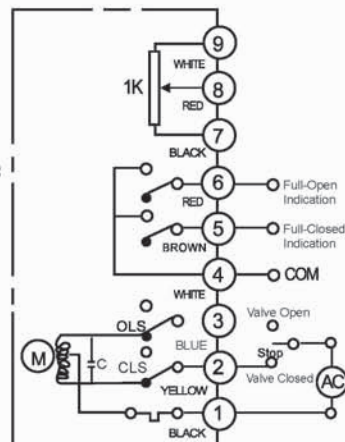 9
WHITE
1K
8
RED
7
BLACK
6
Full-Open
Indication
RED
5
Full-Closed
Indication
BROWN
4
COM
WHITE
3
Valve Open
OLS
BLUE
Stop
M
C
CLS
2
Valve Closed
AC
YELLOW
1
BLACK